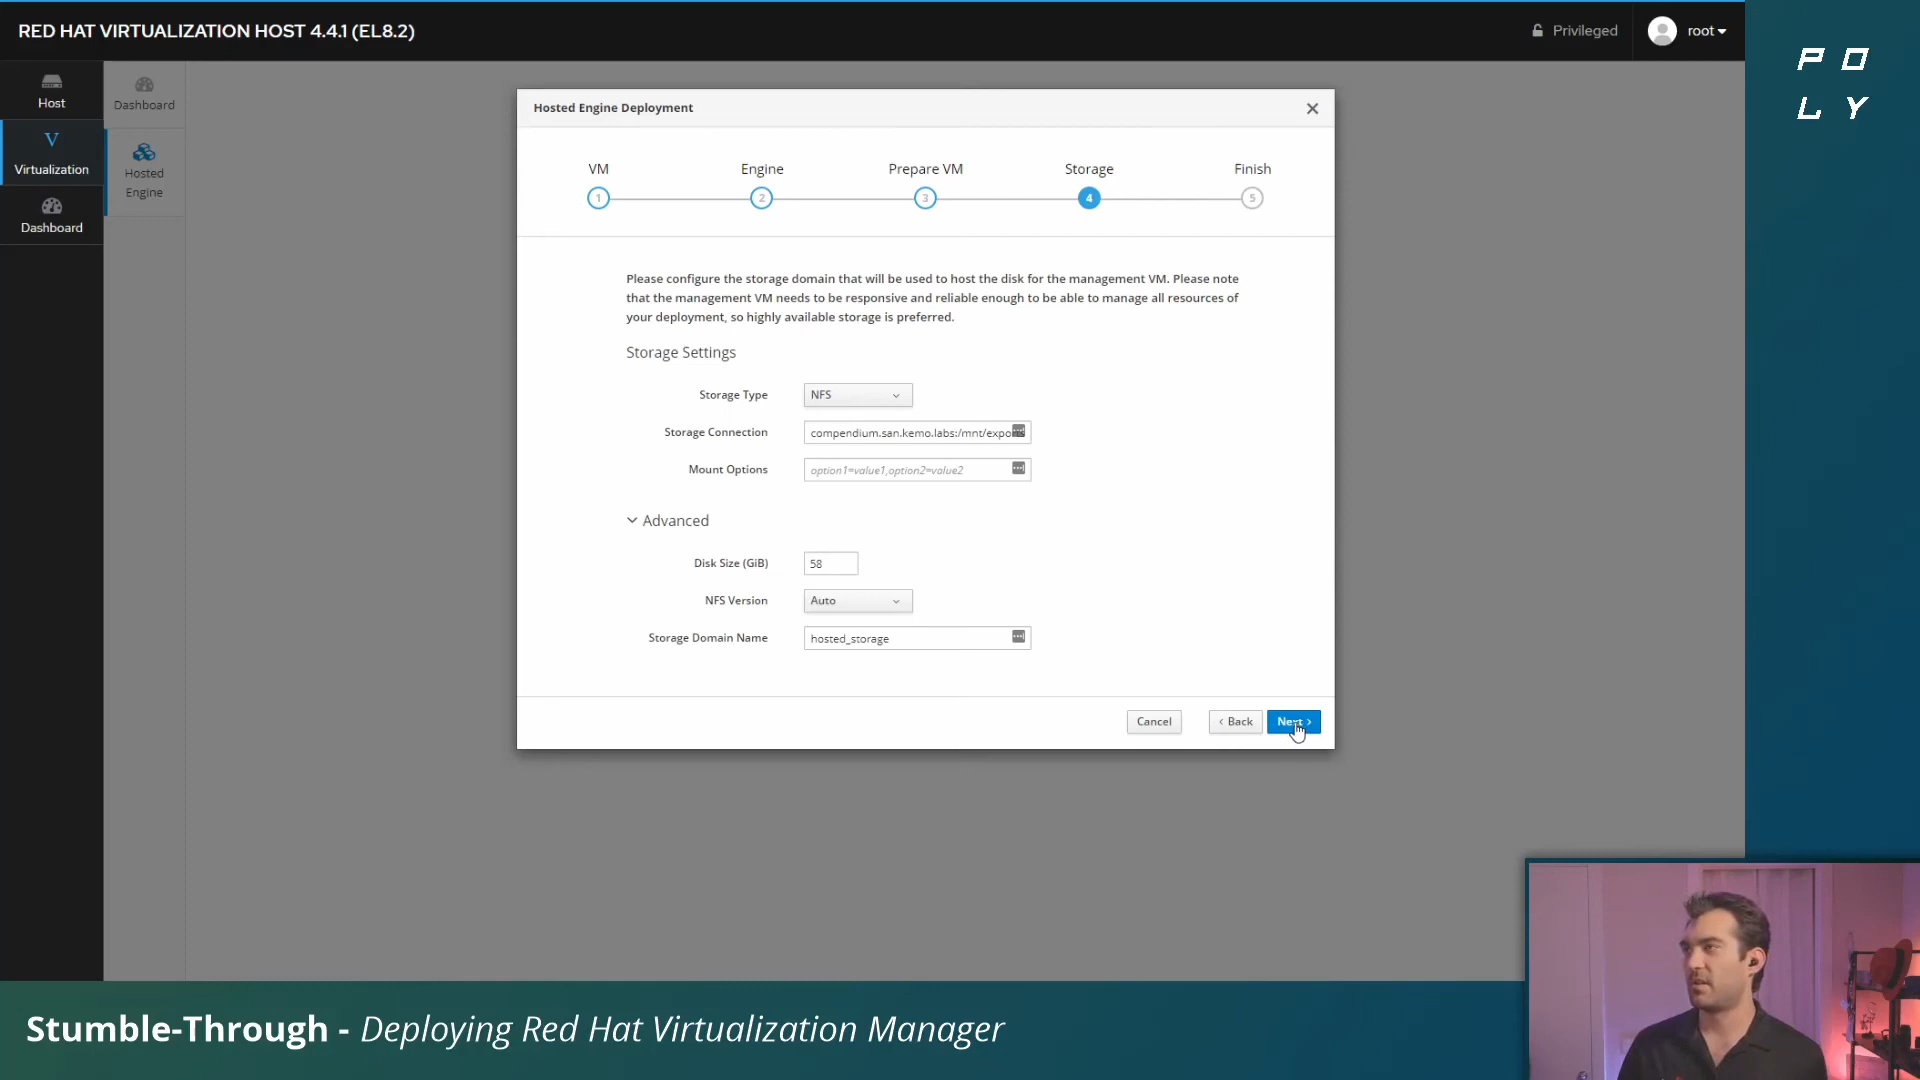 RED HAT VIRTUALIZATION HOST 4.4.1 (EL8.2)
Privileged
root
PO
LY
Host
Virtualization
Dashboard
Dashboard
Hosted
Engine
Hosted Engine Deployment
VM
Engine
Prepare VM
Storage
Finish
1
2
3
4
5
Please configure the storage domain that will be used to host the disk for the management VM. Please note
that the management VM needs to be responsive and reliable enough to be able to manage all resources of
your deployment, so highly available storage is preferred.
Storage Settings
Storage Type
NFS
Storage Connection
compendium.san.kemo.labs:/mnt/expo
Mount Options
option1=value1,option2=value2
Advanced
Disk Size (GiB)
58
NFS Version
Auto
Storage Domain Name
hosted_storage
Cancel
‹ Back
Next ›
Stumble-Through - Deploying Red Hat Virtualization Manager